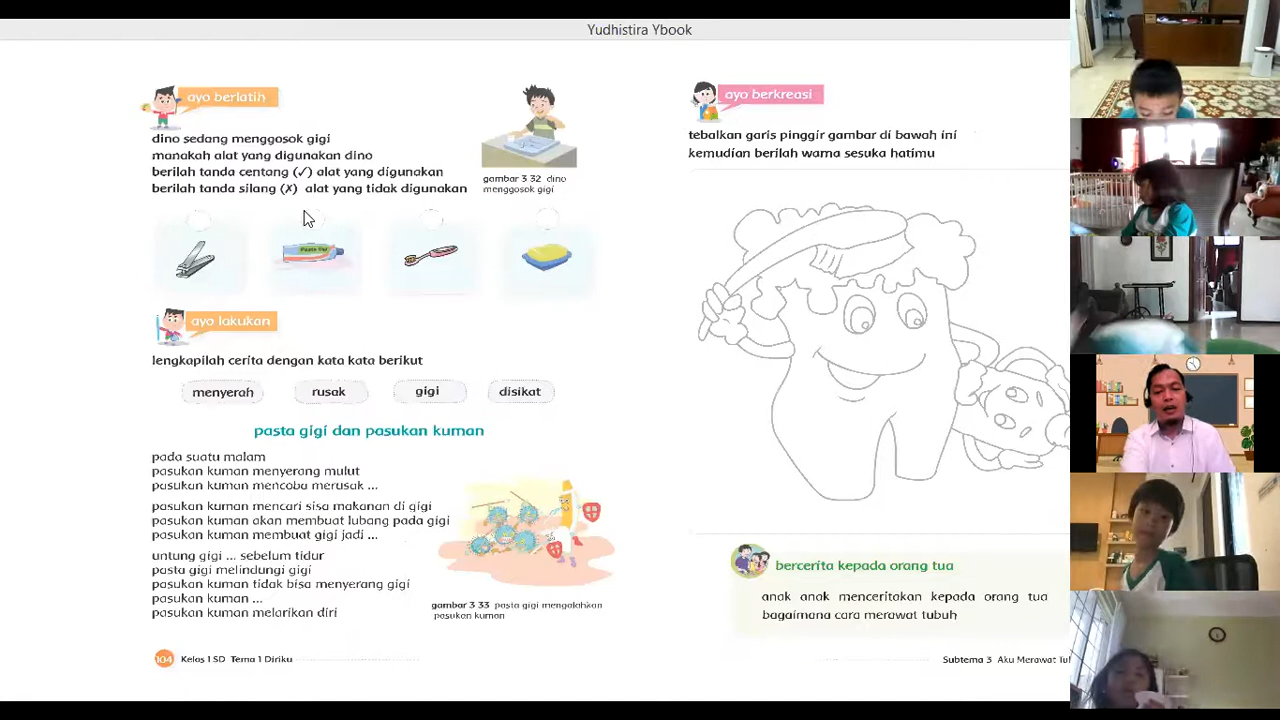 Yudhistira Ybook
ayo berlatih
dino sedang menggosok gigi
manakah alat yang digunakan dino
berilah tanda centang (✓) alat yang digunakan
berilah tanda silang (✗) alat yang tidak digunakan
gambar 3 32 dino
menggosok gigi
Pasta Gigi
ayo lakukan
lengkapilah cerita dengan kata kata berikut
menyerah rusak gigi disikat
pasta gigi dan pasukan kuman
pada suatu malam
pasukan kuman menyerang mulut
pasukan kuman mencoba merusak ...
pasukan kuman mencari sisa makanan di gigi
pasukan kuman akan membuat lubang pada gigi
pasukan kuman membuat gigi jadi ...
untung gigi ... sebelum tidur
pasta gigi melindungi gigi
pasukan kuman tidak bisa menyerang gigi
pasukan kuman ...
pasukan kuman melarikan diri
gambar 3 33 pasta gigi mengalahkan
pasukan kuman
104 Kelas 1 SD Tema 1 Diriku
ayo berkreasi
tebalkan garis pinggir gambar di bawah ini
kemudian berilah warna sesuka hatimu
bercerita kepada orang tua
anak anak menceritakan kepada orang tua
bagaimana cara merawat tubuh
Subtema 3 Aku Merawat Tu